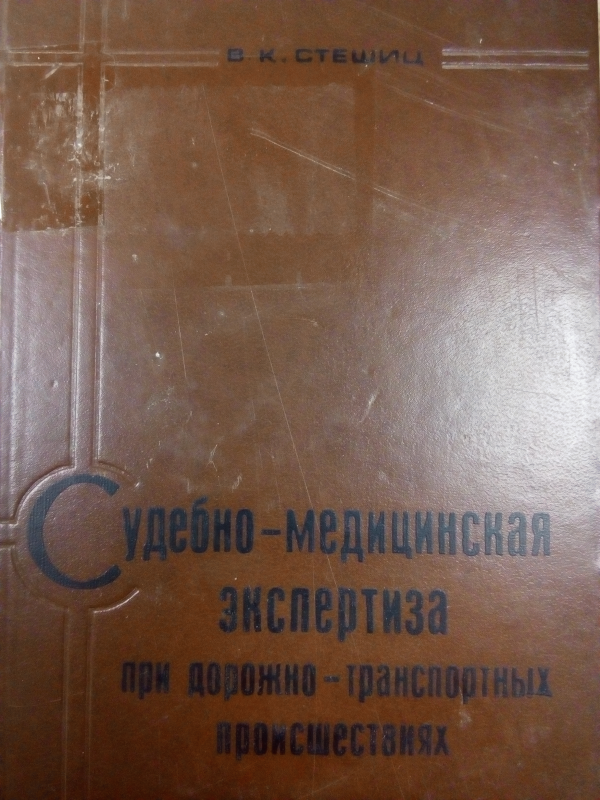 В К. СТЕШИЦ
Судебно-медицинская
экспертиза
при дорожно-транспортных
происшествиях